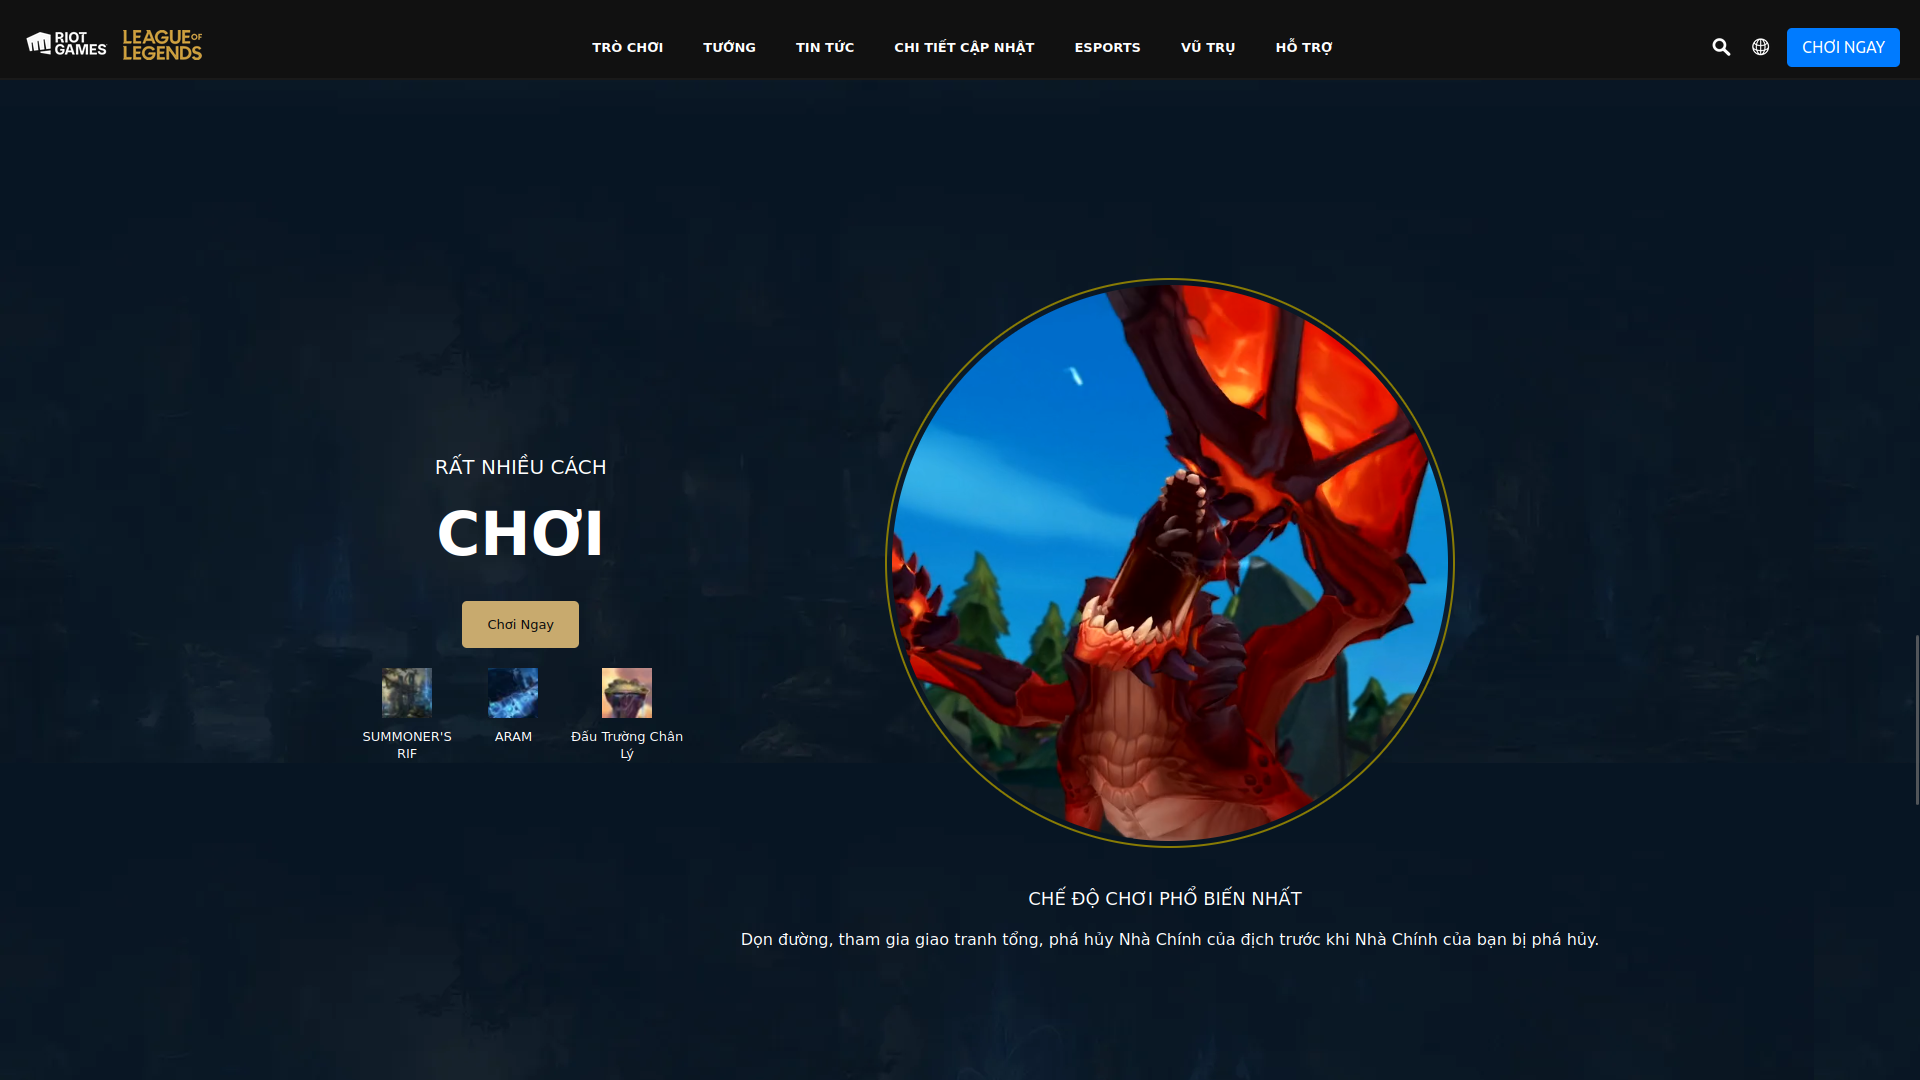 RIOT GAMES
LEAGUE OF LEGENDS
TRÒ CHƠI
TƯỚNG
TIN TỨC
CHI TIẾT CẬP NHẬT
ESPORTS
VŨ TRỤ
HỖ TRỢ
CHƠI NGAY
RẤT NHIỀU CÁCH
CHƠI
Chơi Ngay
SUMMONER'S
RIF
ARAM
Đấu Trường Chân
Lý
CHẾ ĐỘ CHƠI PHỔ BIẾN NHẤT
Dọn đường, tham gia giao tranh tổng, phá hủy Nhà Chính của địch trước khi Nhà Chính của bạn bị phá hủy.